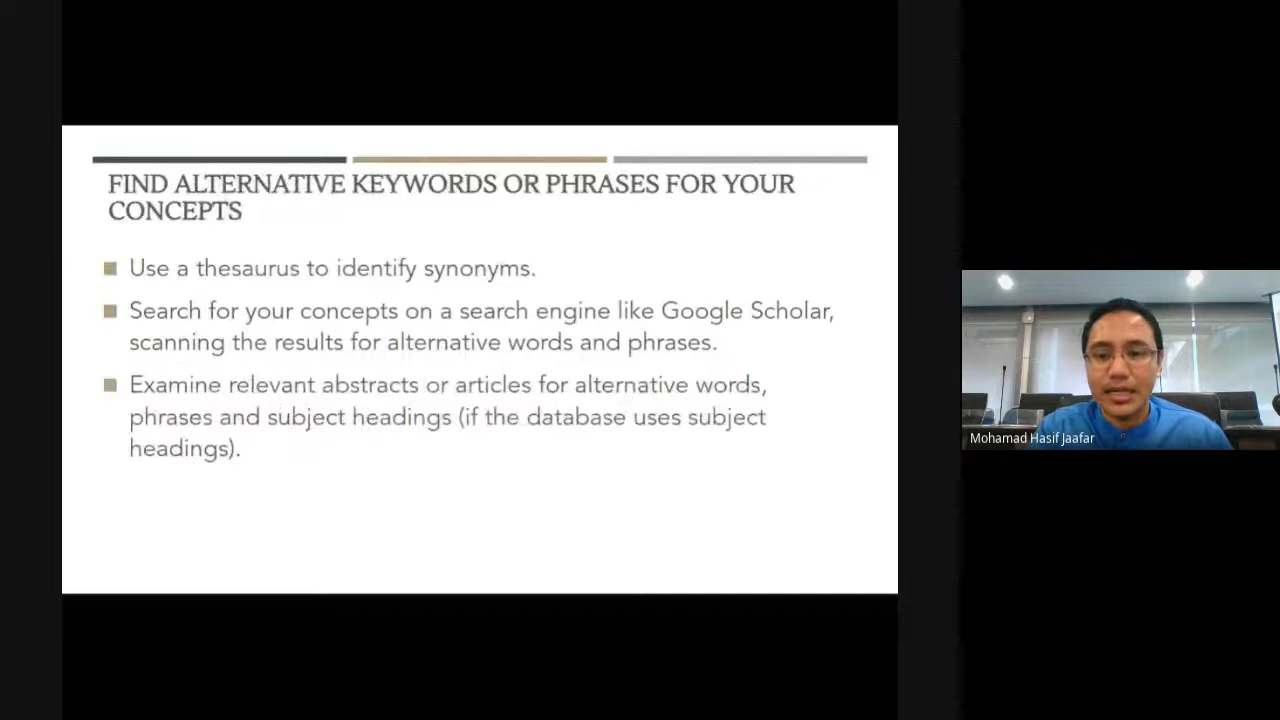 FIND ALTERNATIVE KEYWORDS OR PHRASES FOR YOUR
CONCEPTS
Use a thesaurus to identify synonyms.
Search for your concepts on a search engine like Google Scholar,
scanning the results for alternative words and phrases.
Examine relevant abstracts or articles for alternative words,
phrases and subject headings (if the database uses subject
headings).
Mohamad Hasif Jaafar